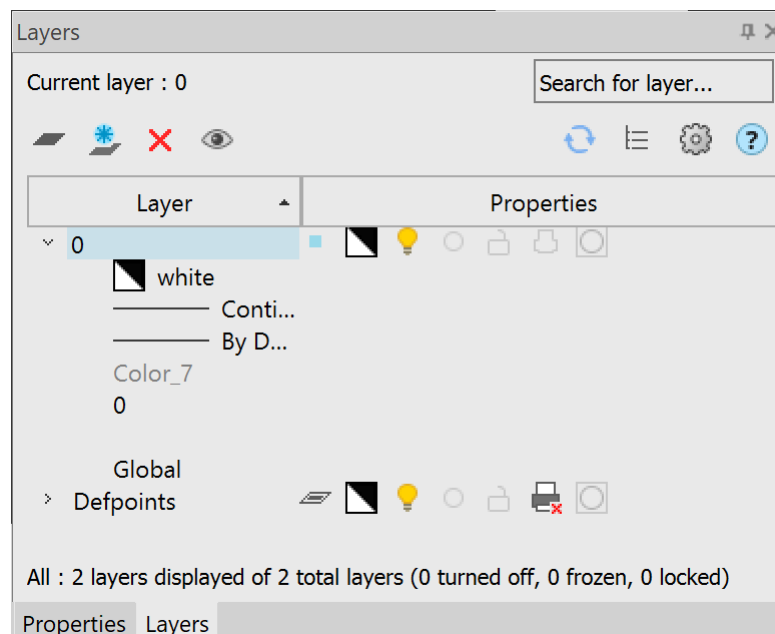 Layers
Current layer : 0
Search for layer...
?
Layer
Properties
0
white
Conti...
By D...
Color_7
0
Global
Defpoints
All : 2 layers displayed of 2 total layers (0 turned off, 0 frozen, 0 locked)
Properties Layers